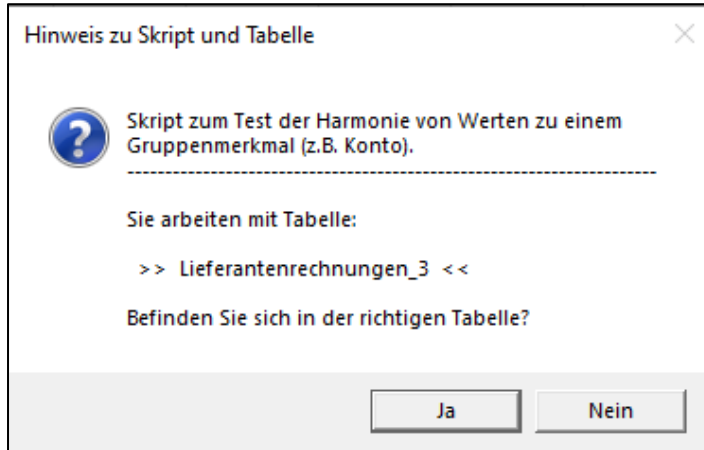 Hinweis zu Skript und Tabelle
Skript zum Test der Harmonie von Werten zu einem
Gruppenmerkmal (z.B. Konto).
----------------------------------------------------------------------
Sie arbeiten mit Tabelle:
>> Lieferantenrechnungen_3 <<
Befinden Sie sich in der richtigen Tabelle?
Ja
Nein